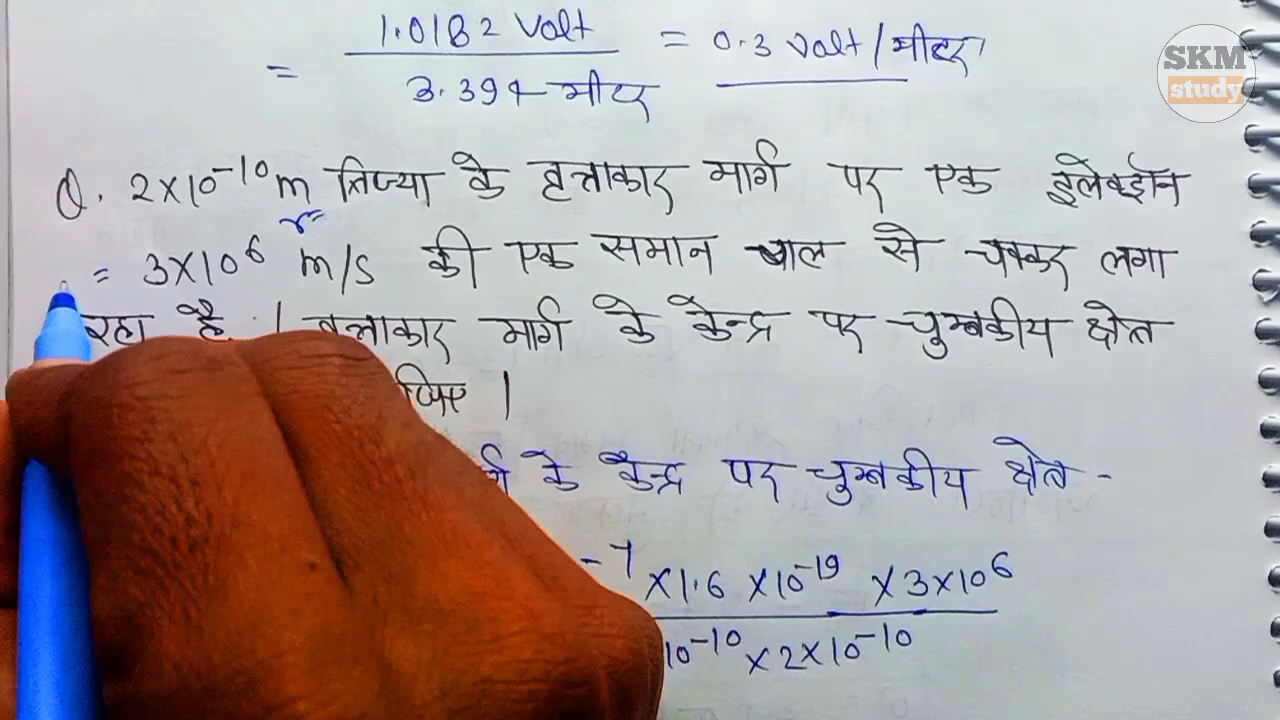 1.0182 Volt = 0.3 Volt/मीटर
= 3.394 मीटर
SKM
study
Q. 2×10⁻¹⁰ m त्रिज्या के वृत्ताकार मार्ग पर एक इलेक्ट्रॉन
r=
= 3×10⁶ m/s की एक समान चाल से चक्कर लगा
रहा है । वृत्ताकार मार्ग के केन्द्र पर चुम्बकीय क्षेत्र
।
के केन्द्र पर चुम्बकीय क्षेत्र -
⁻⁷ ×1.6 ×10⁻¹⁹ ×3×10⁶
10⁻¹⁰ ×2×10⁻¹⁰